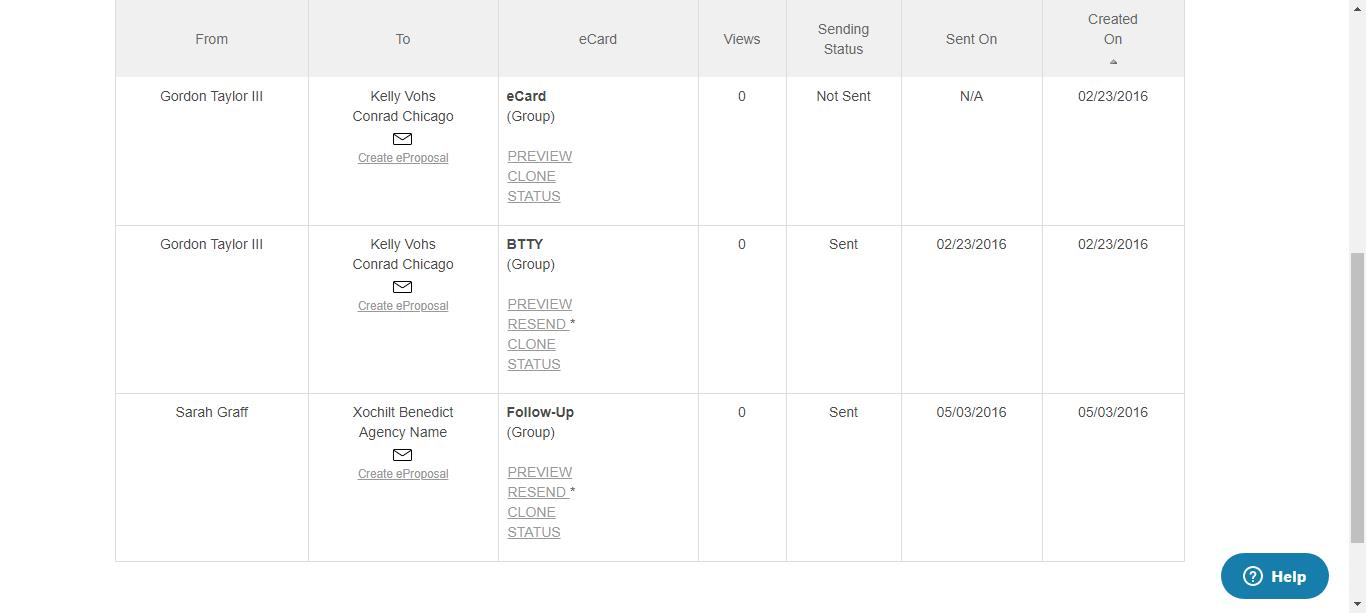 From To eCard Views Sending Status Sent On Created On
Gordon Taylor III Kelly Vohs eCard 0 Not Sent N/A 02/23/2016
Conrad Chicago (Group)
Create eProposal PREVIEW
CLONE
STATUS
Gordon Taylor III Kelly Vohs BTTY 0 Sent 02/23/2016 02/23/2016
Conrad Chicago (Group)
Create eProposal PREVIEW
RESEND *
CLONE
STATUS
Sarah Graff Xochilt Benedict Follow-Up 0 Sent 05/03/2016 05/03/2016
Agency Name (Group)
Create eProposal PREVIEW
RESEND *
CLONE
STATUS
? Help